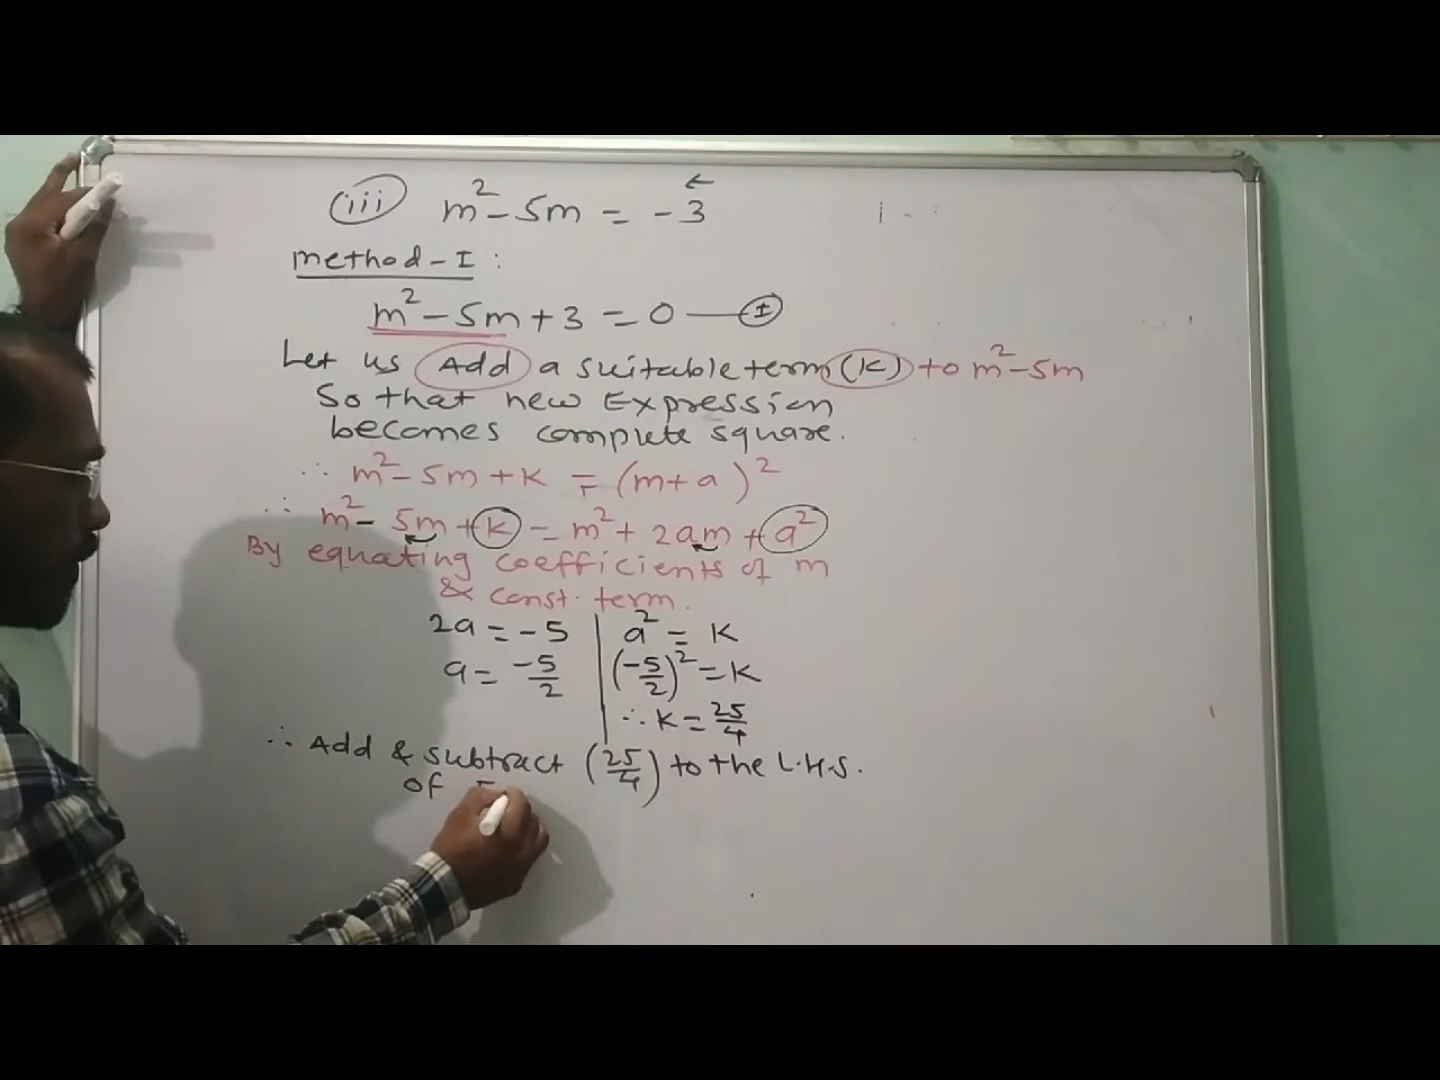 (iii) m² - 5m = -3
method - I :
m² - 5m + 3 = 0 — (I)
Let us Add a suitable term (K) to m² - 5m
So that new Expression
becomes complete square.
∴ m² - 5m + K = (m + a)²
∴ m² - 5m + K = m² + 2am + a²
By equating coefficients of m
& const. term.
2a = -5 | a² = K
a = -5/2 | (-5/2)² = K
∴ K = 25/4
∴ Add & subtract (25/4) to the L.H.S.
of